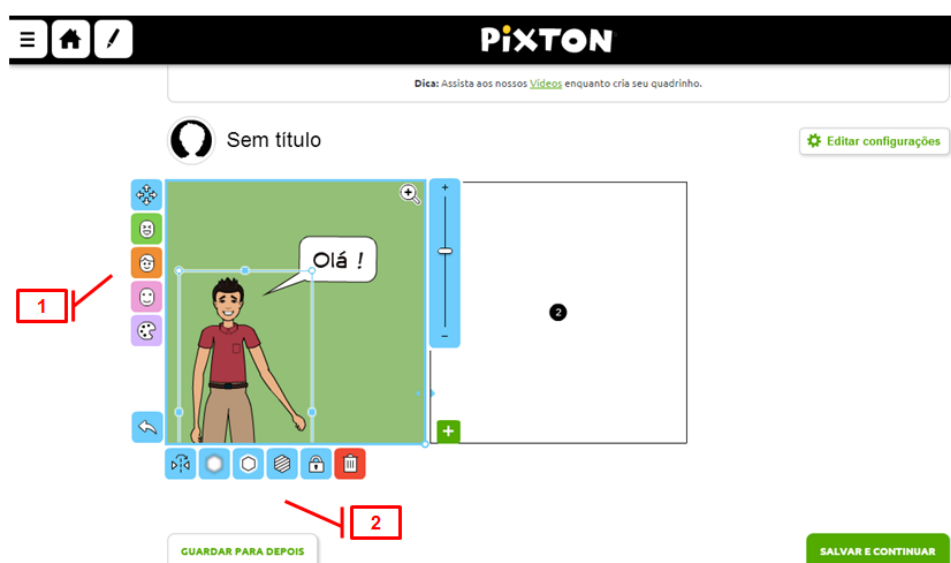 PiXTON
Dica: Assista aos nossos Vídeos enquanto cria seu quadrinho.
Sem título
Editar configurações
Olá !
1
2
2
GUARDAR PARA DEPOIS
SALVAR E CONTINUAR